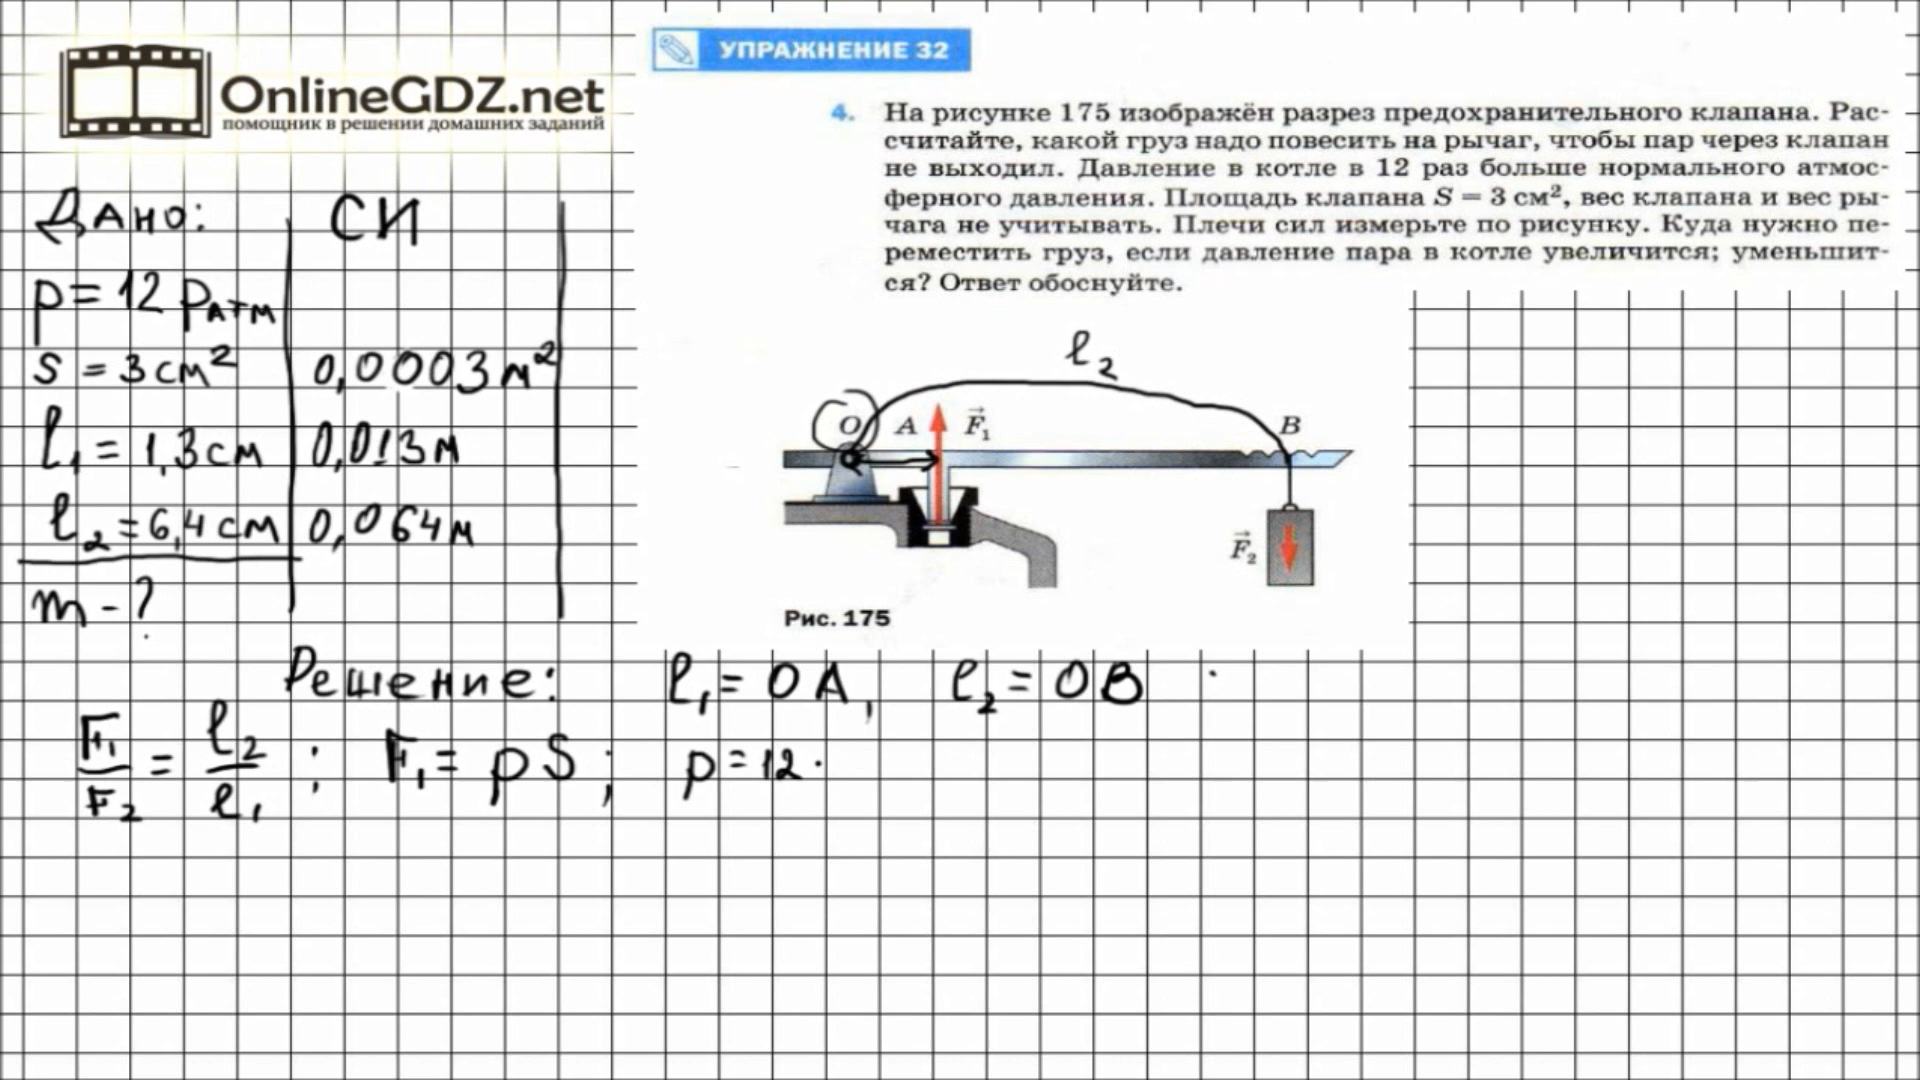 OnlineGDZ.net
помощник в решении домашних заданий
УПРАЖНЕНИЕ 32
4. На рисунке 175 изображён разрез предохранительного клапана. Рас-
считайте, какой груз надо повесить на рычаг, чтобы пар через клапан
не выходил. Давление в котле в 12 раз больше нормального атмос-
ферного давления. Площадь клапана S = 3 см², вес клапана и вес ры-
чага не учитывать. Плечи сил измерьте по рисунку. Куда нужно пе-
реместить груз, если давление пара в котле увеличится; уменьшит-
ся? Ответ обоснуйте.
Дано: СИ
p = 12 pАТМ
S = 3 см² 0,0003 м²
l₁ = 1,3 см 0,013 м
l₂ = 6,4 см 0,064 м
m - ?
l₂
O A F₁ B
F₂
Рис. 175
Решение: l₁ = OA, l₂ = OB
F₁/F₂ = l₂/l₁ ; F₁ = pS ; p = 12 ·